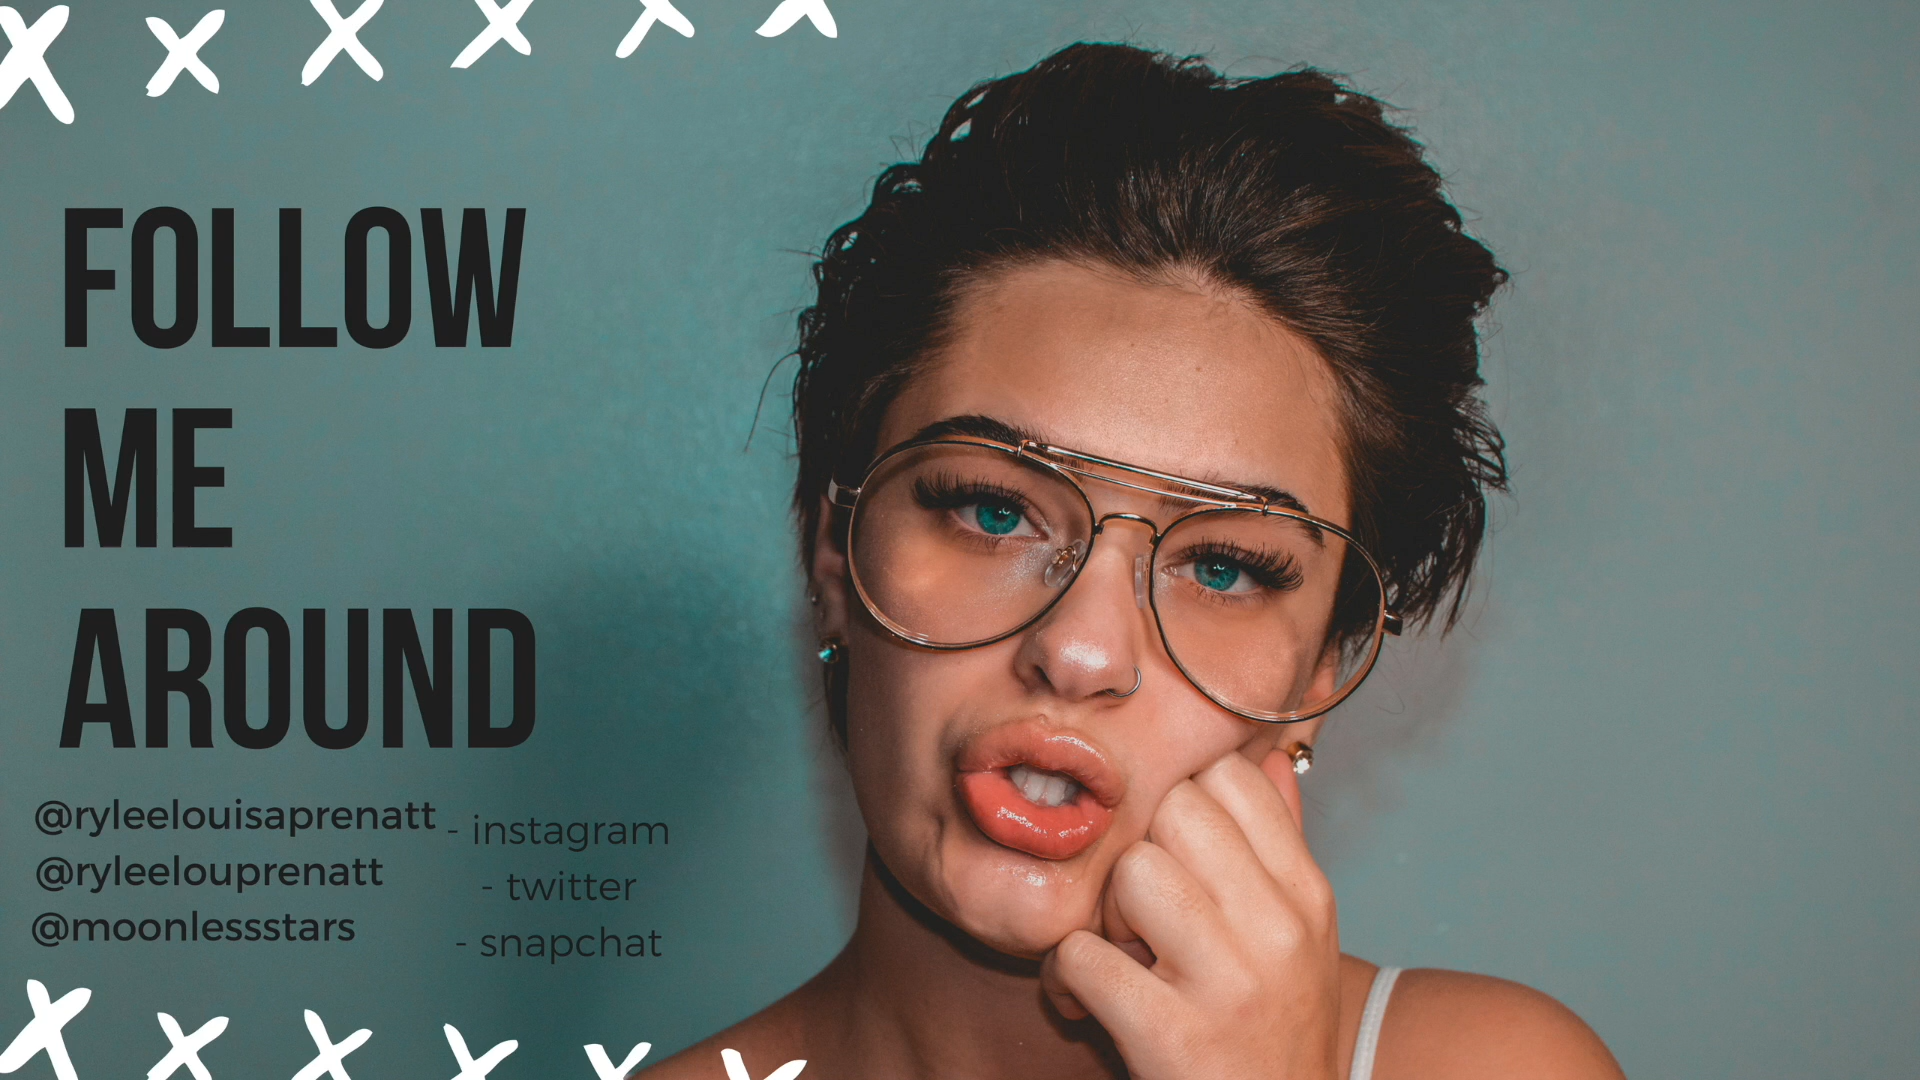 FOLLOW
ME
AROUND
@ryleelouisaprenatt - instagram
@ryleelouprenatt - twitter
@moonlessstars - snapchat